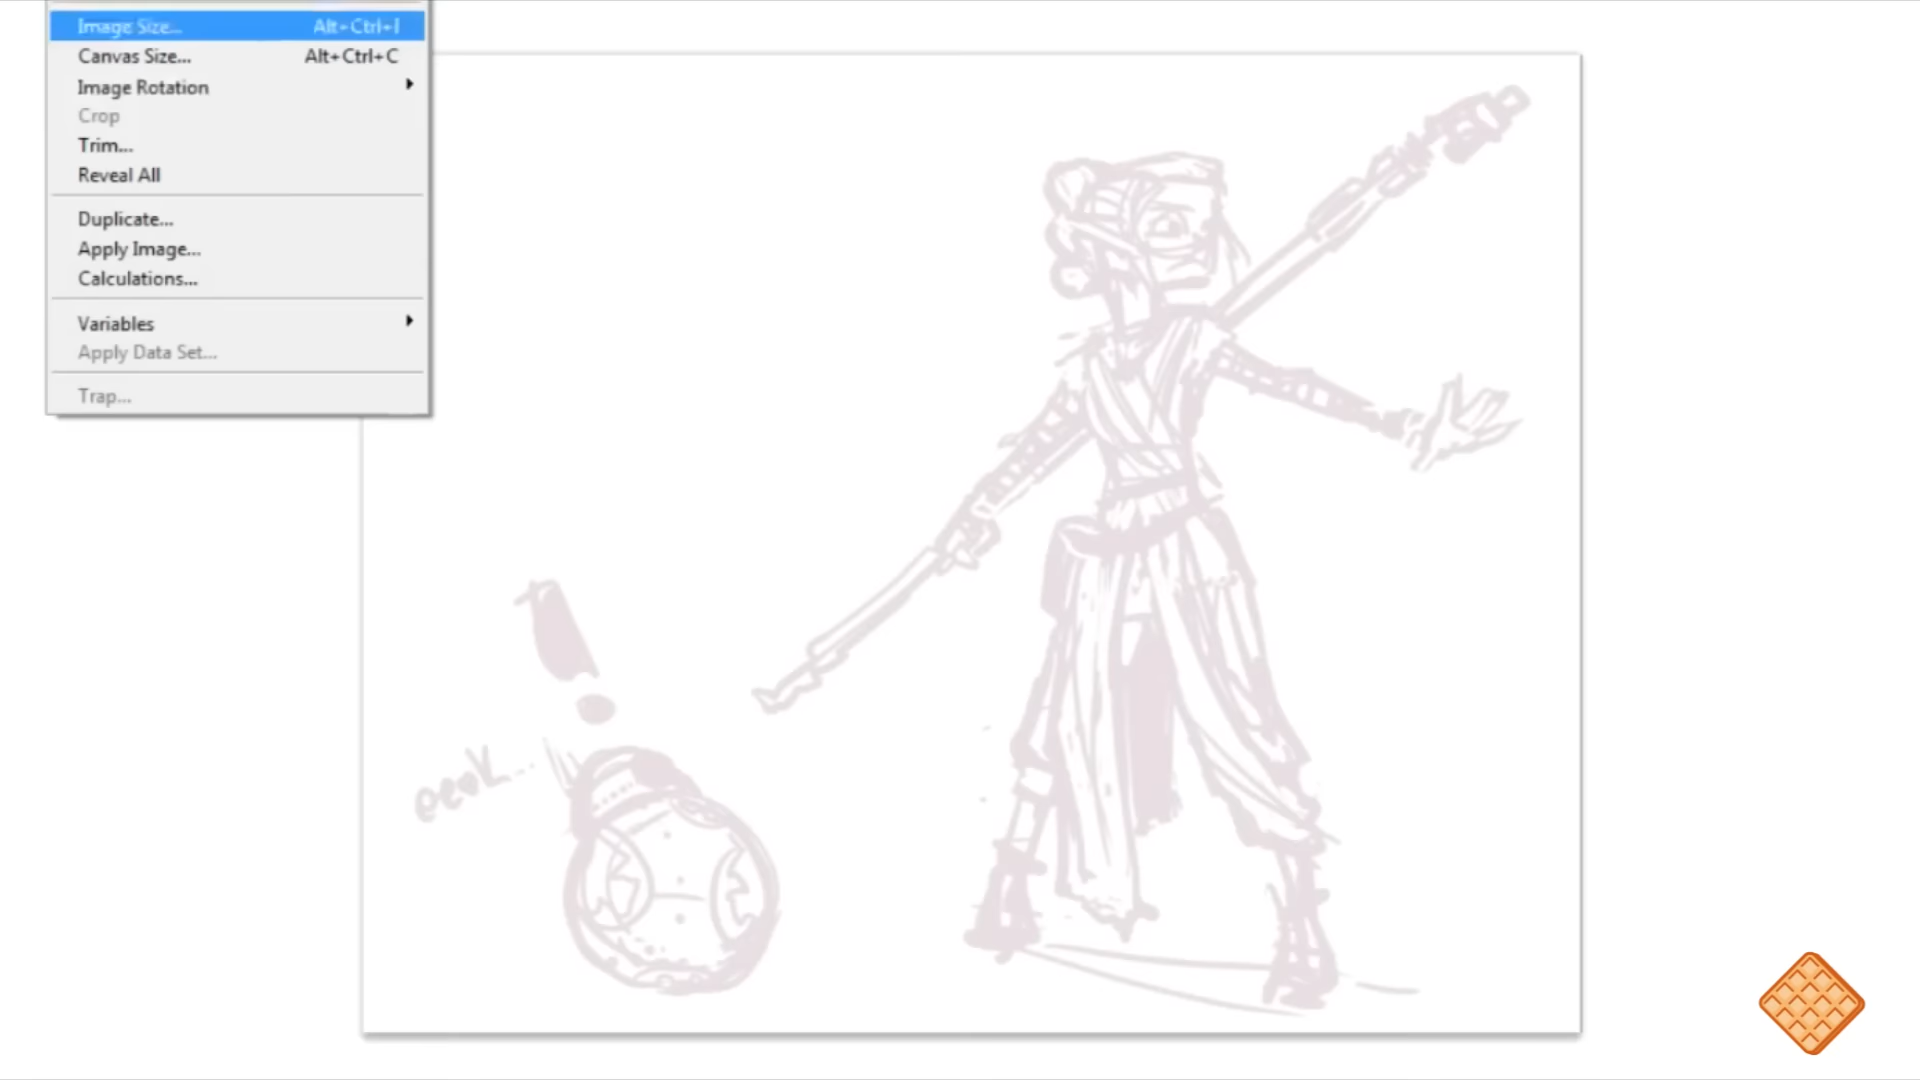 Image Size... Alt+Ctrl+I
Canvas Size... Alt+Ctrl+C
Image Rotation
Crop
Trim...
Reveal All
Duplicate...
Apply Image...
Calculations...
Variables
Apply Data Set...
Trap...